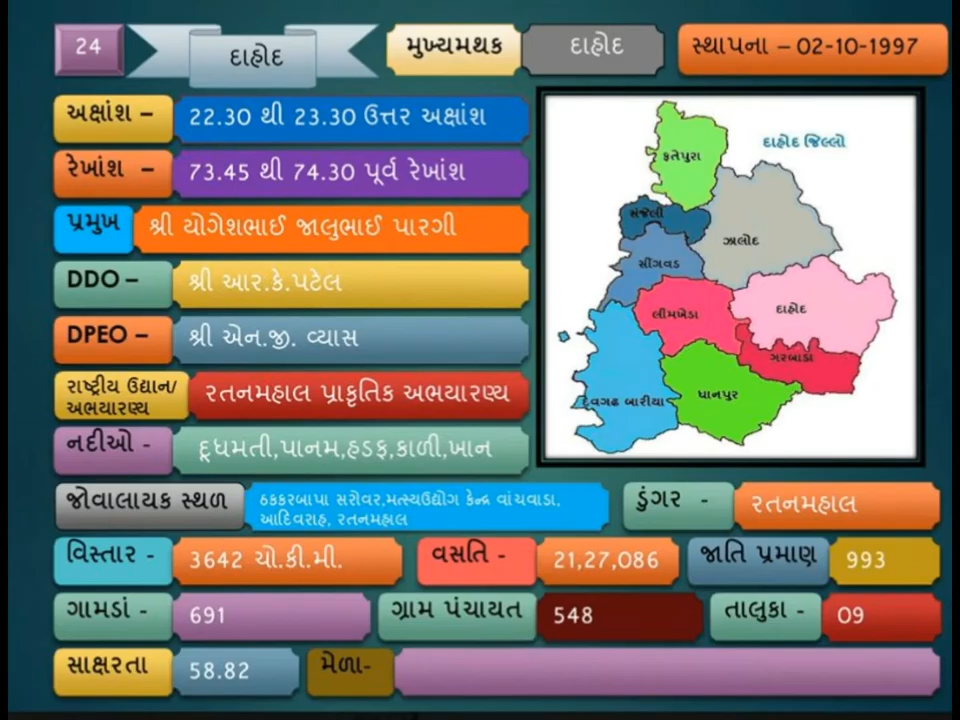 24
દાહોદ
મુખ્યમથક
દાહોદ
સ્થાપના – 02-10-1997
અક્ષાંશ – 22.30 થી 23.30 ઉત્તર અક્ષાંશ
રેખાંશ – 73.45 થી 74.30 પૂર્વ રેખાંશ
પ્રમુખ શ્રી યોગેશભાઈ જાલુભાઈ પારગી
DDO – શ્રી આર.કે.પટેલ
DPEO – શ્રી એન.જી. વ્યાસ
રાષ્ટ્રીય ઉદ્યાન/
અભયારણ્ય
રતનમહાલ પ્રાકૃતિક અભયારણ્ય
નદીઓ - દૂધમતી,પાનમ,હડફ,કાળી,ખાન
દાહોદ જિલ્લો
ફતેપુરા
સંજેલી
ઝાલોદ
સીંગવડ
લીમખેડા
દાહોદ
ગરબાડા
દેવગઢ બારીયા
ધાનપુર
જોવાલાયક સ્થળ
ઠકકરબાપા સરોવર,મત્સ્યઉદ્યોગ કેન્દ્ર વાંચવાડા,
આદિવરાહ, રતનમહાલ
ડુંગર - રતનમહાલ
વિસ્તાર - 3642 ચો.કી.મી. વસતિ - 21,27,086 જાતિ પ્રમાણ 993
ગામડાં - 691 ગ્રામ પંચાયત 548 તાલુકા - 09
સાક્ષરતા 58.82 મેળા-